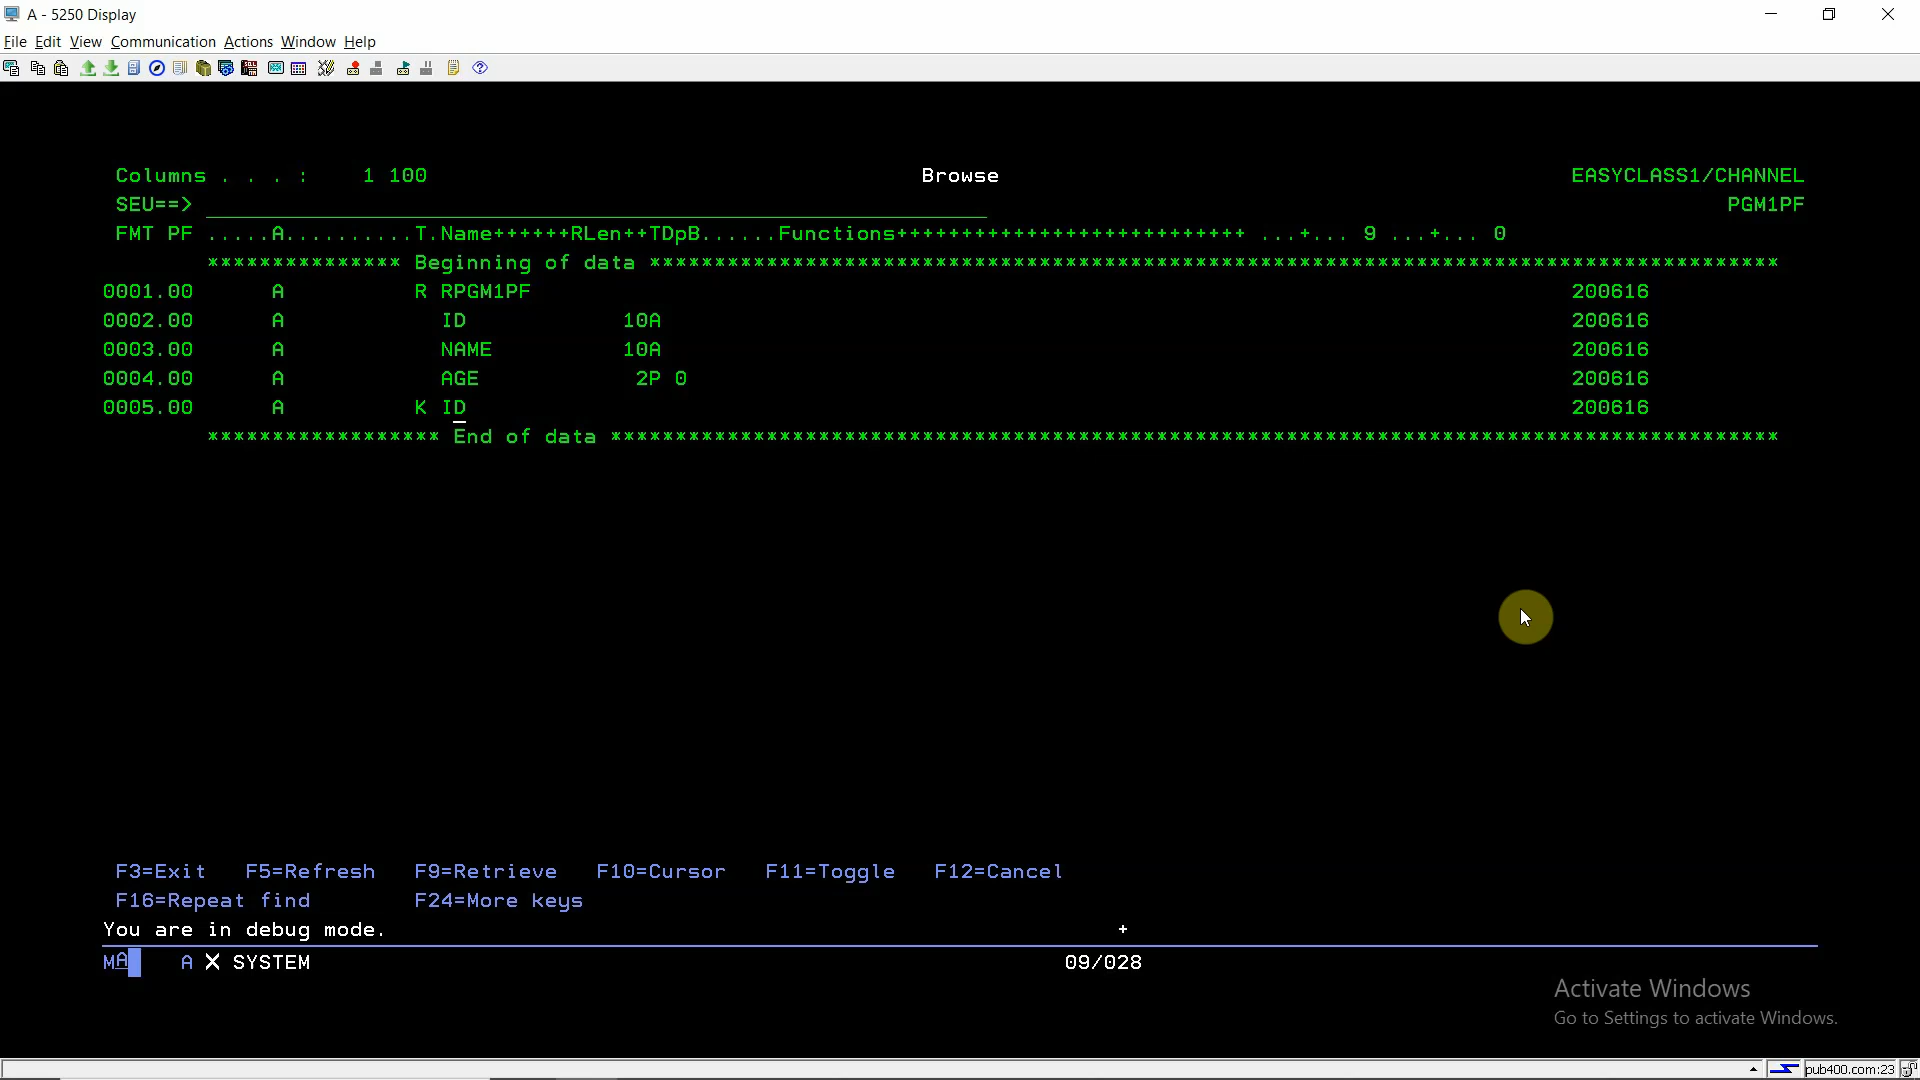 A - 5250 Display
File Edit View Communication Actions Window Help
Columns . . . :    1 100                                      Browse                                            EASYCLASS1/CHANNEL
SEU==>                                                                                                                      PGM1PF
FMT PF .....A..........T.Name++++++RLen++TDpB......Functions+++++++++++++++++++++++++++ ...+... 9 ...+... 0
*************** Beginning of data ***************************************************************************************
0001.00      A          R RPGM1PF                                                                                200616
0002.00      A            ID            10A                                                                      200616
0003.00      A            NAME          10A                                                                      200616
0004.00      A            AGE            2P 0                                                                    200616
0005.00      A          K ID                                                                                     200616
****************** End of data ******************************************************************************************
F3=Exit   F5=Refresh   F9=Retrieve   F10=Cursor   F11=Toggle   F12=Cancel
F16=Repeat find        F24=More keys
You are in debug mode.                                                         +
MA    A X SYSTEM                                                          09/028
Activate Windows
Go to Settings to activate Windows.
pub400.com:23